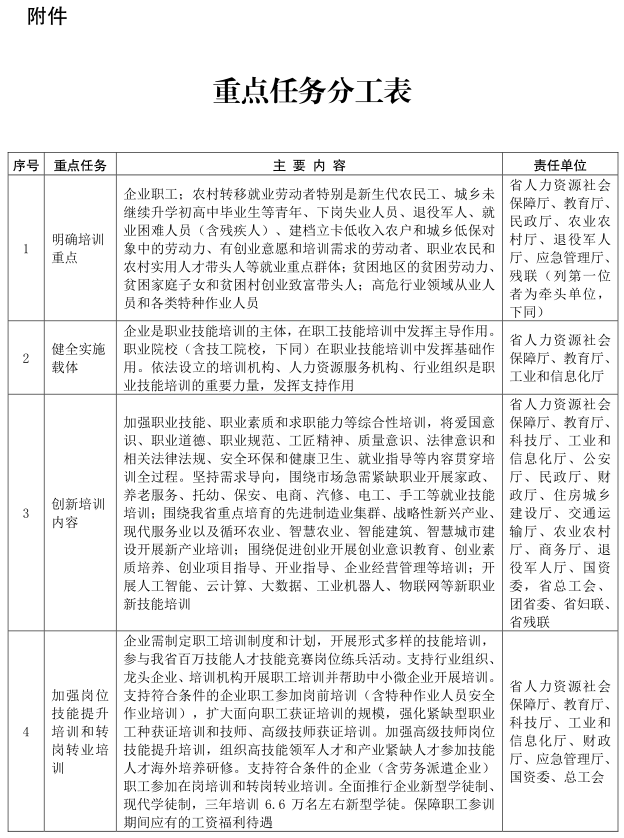 附件
重点任务分工表
序号
重点任务
主 要 内 容
责任单位
1
明确培训
重点
企业职工；农村转移就业劳动者特别是新生代农民工、城乡未
继续升学初高中毕业生等青年、下岗失业人员、退役军人、就
业困难人员（含残疾人）、建档立卡低收入农户和城乡低保对
象中的劳动力、有创业意愿和培训需求的劳动者、职业农民和
农村实用人才带头人等就业重点群体；贫困地区的贫困劳动力、
贫困家庭子女和贫困村创业致富带头人；高危行业领域从业人
员和各类特种作业人员
省人力资源社会
保障厅、教育厅、
民政厅、农业农
村厅、退役军人
厅、应急管理厅、
残联（列第一位
者为牵头单位，
下同）
2
健全实施
载体
企业是职业技能培训的主体，在职工技能培训中发挥主导作用。
职业院校（含技工院校，下同）在职业技能培训中发挥基础作
用。依法设立的培训机构、人力资源服务机构、行业组织是职
业技能培训的重要力量，发挥支持作用
省人力资源社会
保障厅、教育厅、
工业和信息化厅
3
创新培训
内容
加强职业技能、职业素质和求职能力等综合性培训，将爱国意
识、职业道德、职业规范、工匠精神、质量意识、法律意识和
相关法律法规、安全环保和健康卫生、就业指导等内容贯穿培
训全过程。坚持需求导向，围绕市场急需紧缺职业开展家政、
养老服务、托幼、保安、电商、汽修、电工、手工等就业技能
培训；围绕我省重点培育的先进制造业集群、战略性新兴产业、
现代服务业以及循环农业、智慧农业、智能建筑、智慧城市建
设开展新产业培训；围绕促进创业开展创业意识教育、创业素
质培养、创业项目指导、开业指导、企业经营管理等培训；开
展人工智能、云计算、大数据、工业机器人、物联网等新职业
新技能培训
省人力资源社会
保障厅、教育厅、
科技厅、工业和
信息化厅、公安
厅、民政厅、财
政厅、住房城乡
建设厅、交通运
输厅、农业农村
厅、商务厅、退
役军人厅、国资
委，省总工会、
团省委、省妇联、
省残联
4
加强岗位
技能提升
培训和转
岗转业培
训
企业需制定职工培训制度和计划，开展形式多样的技能培训，
参与我省百万技能人才技能竞赛岗位练兵活动。支持行业组织、
龙头企业、培训机构开展职工培训并帮助中小微企业开展培训。
支持符合条件的企业职工参加岗前培训（含特种作业人员安全
作业培训），扩大面向职工获证培训的规模，强化紧缺型职业
工种获证培训和技师、高级技师获证培训。加强高级技师岗位
技能提升培训，组织高技能领军人才和产业紧缺人才参加技能
人才海外培养研修。支持符合条件的企业（含劳务派遣企业）
职工参加在岗培训和转岗转业培训。全面推行企业新型学徒制、
现代学徒制，三年培训 6.6 万名左右新型学徒。保障职工参训
期间应有的工资福利待遇
省人力资源社会
保障厅、教育厅、
科技厅、工业和
信息化厅、财政
厅、应急管理厅、
国资委、总工会